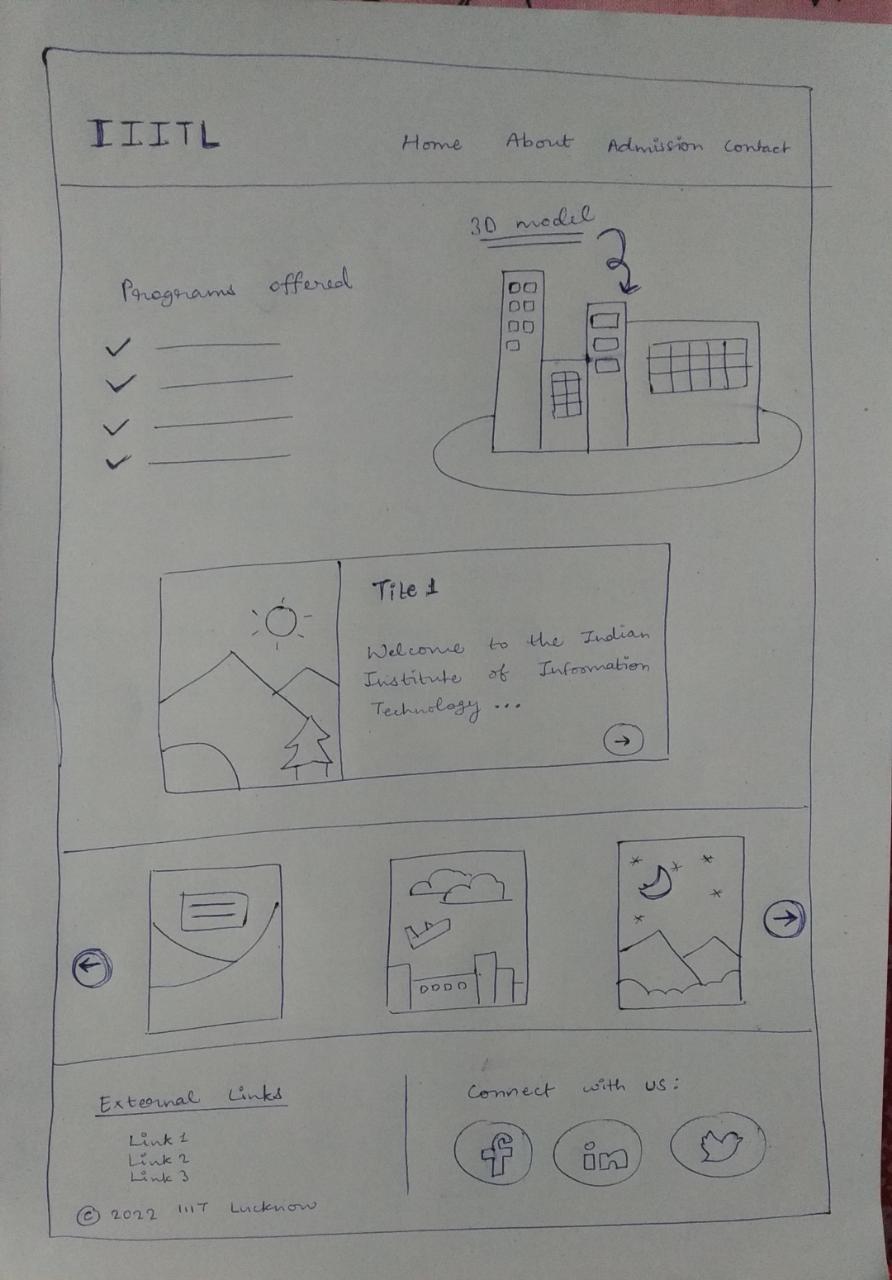 IIITL
Home About Admission Contact
3D model
Programs offered
Title 1
Welcome to the Indian
Institute of Information
Technology ...
External Links
Link 1
Link 2
Link 3
© 2022 IIIT Lucknow
Connect with us:
f
in